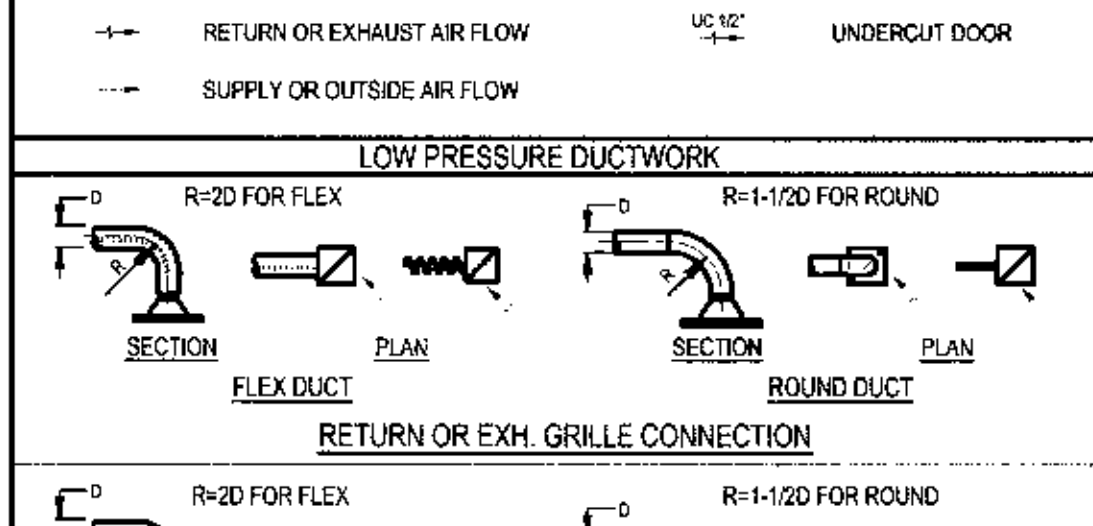 RETURN OR EXHAUST AIR FLOW
UC 1/2" UNDERCUT DOOR
SUPPLY OR OUTSIDE AIR FLOW
LOW PRESSURE DUCTWORK
D R=2D FOR FLEX
D R=1-1/2D FOR ROUND
R
R
SECTION PLAN
SECTION PLAN
FLEX DUCT
ROUND DUCT
RETURN OR EXH. GRILLE CONNECTION
D R=2D FOR FLEX
D R=1-1/2D FOR ROUND